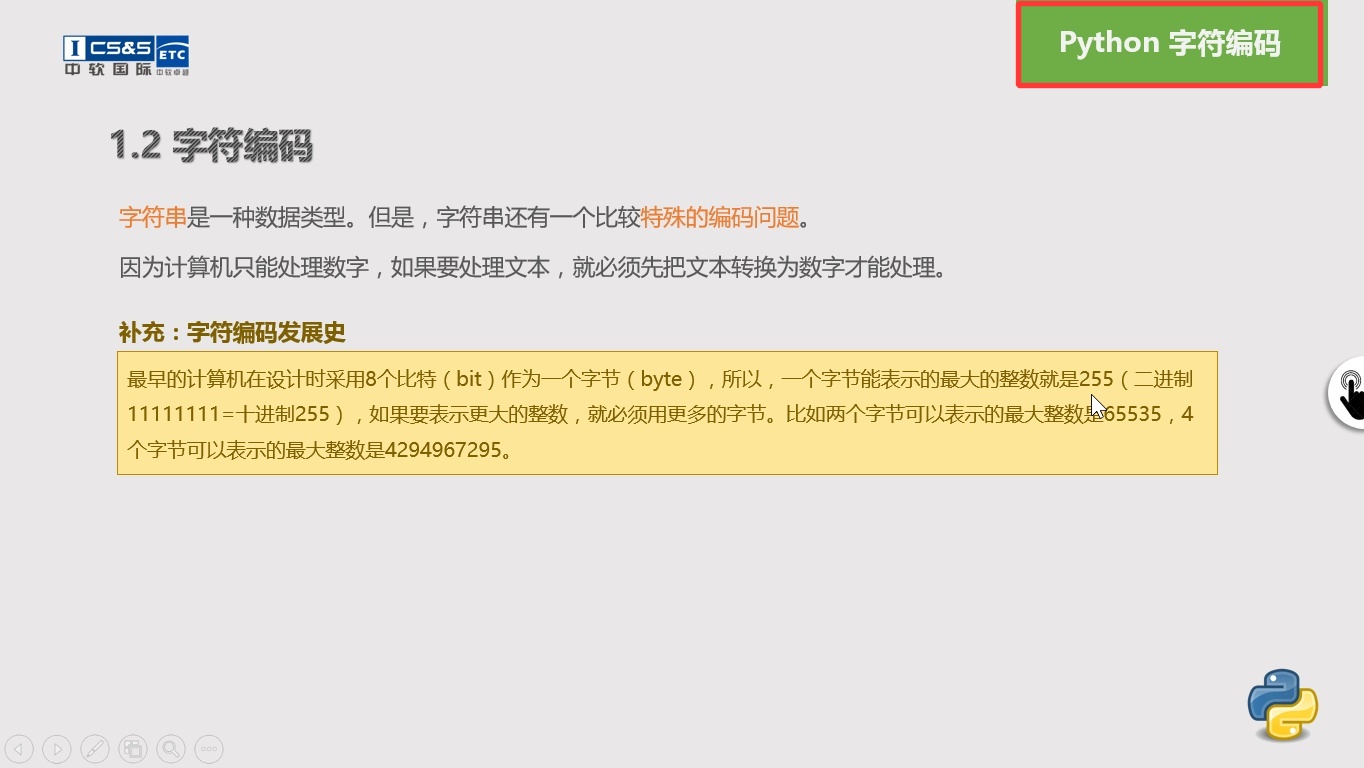 I CS&S ETC
中软国际 中软卓越
Python 字符编码
1.2 字符编码
字符串是一种数据类型。但是，字符串还有一个比较特殊的编码问题。
因为计算机只能处理数字，如果要处理文本，就必须先把文本转换为数字才能处理。
补充：字符编码发展史
最早的计算机在设计时采用8个比特（bit）作为一个字节（byte），所以，一个字节能表示的最大的整数就是255（二进制
11111111=十进制255），如果要表示更大的整数，就必须用更多的字节。比如两个字节可以表示的最大整数是65535，4
个字节可以表示的最大整数是4294967295。